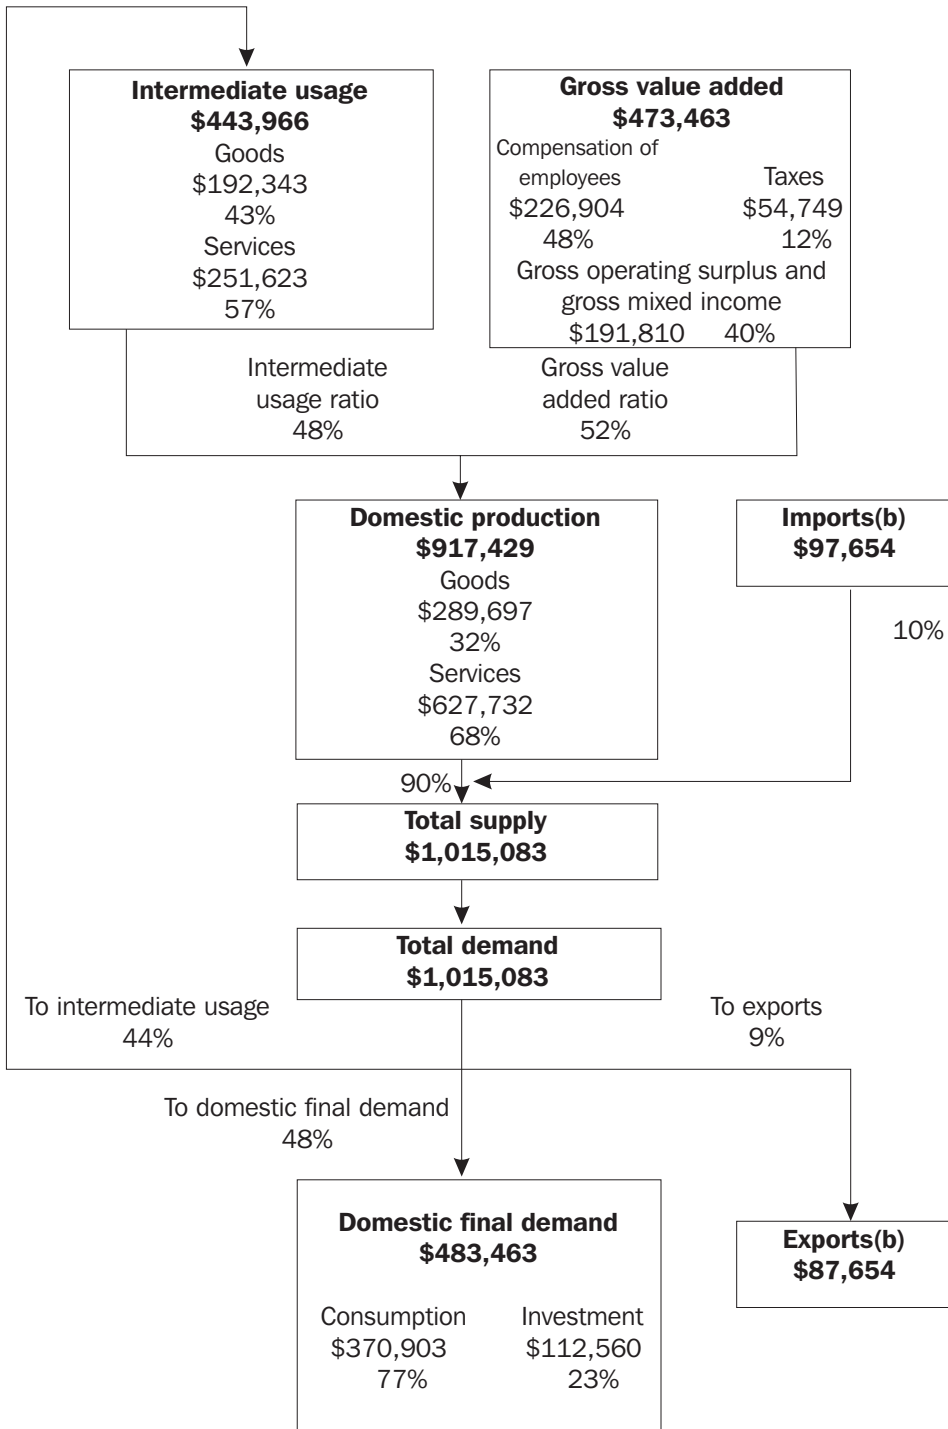 Intermediate usage
$443,966
Goods
$192,343
43%
Services
$251,623
57%
Gross value added
$473,463
Compensation of
employees
$226,904
48%
Taxes
$54,749
12%
Gross operating surplus and
gross mixed income
$191,810 40%
Intermediate
usage ratio
48%
Gross value
added ratio
52%
Domestic production
$917,429
Goods
$289,697
32%
Services
$627,732
68%
Imports(b)
$97,654
10%
90%
Total supply
$1,015,083
Total demand
$1,015,083
To intermediate usage
44%
To exports
9%
To domestic final demand
48%
Domestic final demand
$483,463
Consumption
$370,903
77%
Investment
$112,560
23%
Exports(b)
$87,654